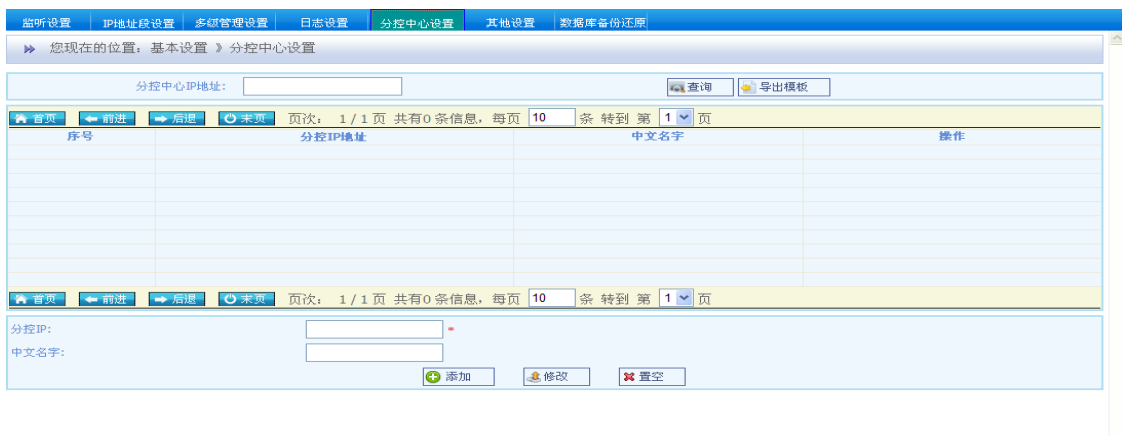 监听设置 IP地址段设置 多级管理设置 日志设置 分控中心设置 其他设置 数据库备份还原
您现在的位置：基本设置 》分控中心设置
分控中心IP地址： 查询 导出模板
首页 前进 后退 末页 页次： 1/1页 共有0条信息，每页 10 条 转到 第 1 页
序号 分控IP地址 中文名字 操作
首页 前进 后退 末页 页次： 1/1页 共有0条信息，每页 10 条 转到 第 1 页
分控IP: *
中文名字:
添加 修改 置空